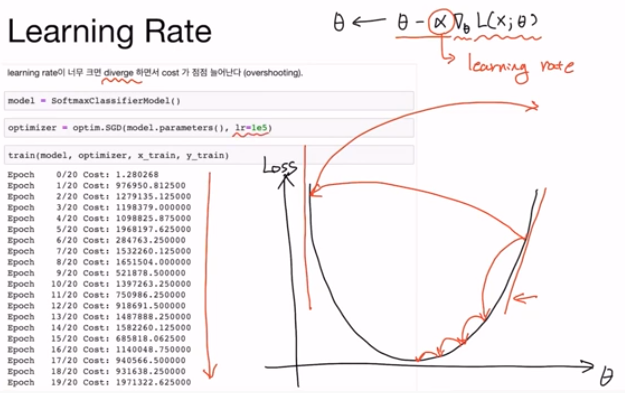 Learning Rate
θ ← θ - α ∇θ L(x; θ)
learning rate
learning rate이 너무 크면 diverge 하면서 cost 가 점점 늘어난다 (overshooting).
model = SoftmaxClassifierModel()
optimizer = optim.SGD(model.parameters(), lr=1e5)
train(model, optimizer, x_train, y_train)
Epoch 0/20 Cost: 1.280268
Epoch 1/20 Cost: 976950.812500
Epoch 2/20 Cost: 1279135.125000
Epoch 3/20 Cost: 1198379.000000
Epoch 4/20 Cost: 1098825.875000
Epoch 5/20 Cost: 1968197.625000
Epoch 6/20 Cost: 284763.250000
Epoch 7/20 Cost: 1532260.125000
Epoch 8/20 Cost: 1651504.000000
Epoch 9/20 Cost: 521878.500000
Epoch 10/20 Cost: 1397263.250000
Epoch 11/20 Cost: 750986.250000
Epoch 12/20 Cost: 918691.500000
Epoch 13/20 Cost: 1487888.250000
Epoch 14/20 Cost: 1582260.125000
Epoch 15/20 Cost: 685818.062500
Epoch 16/20 Cost: 1140048.750000
Epoch 17/20 Cost: 940566.500000
Epoch 18/20 Cost: 931638.250000
Epoch 19/20 Cost: 1971322.625000
Loss
θ